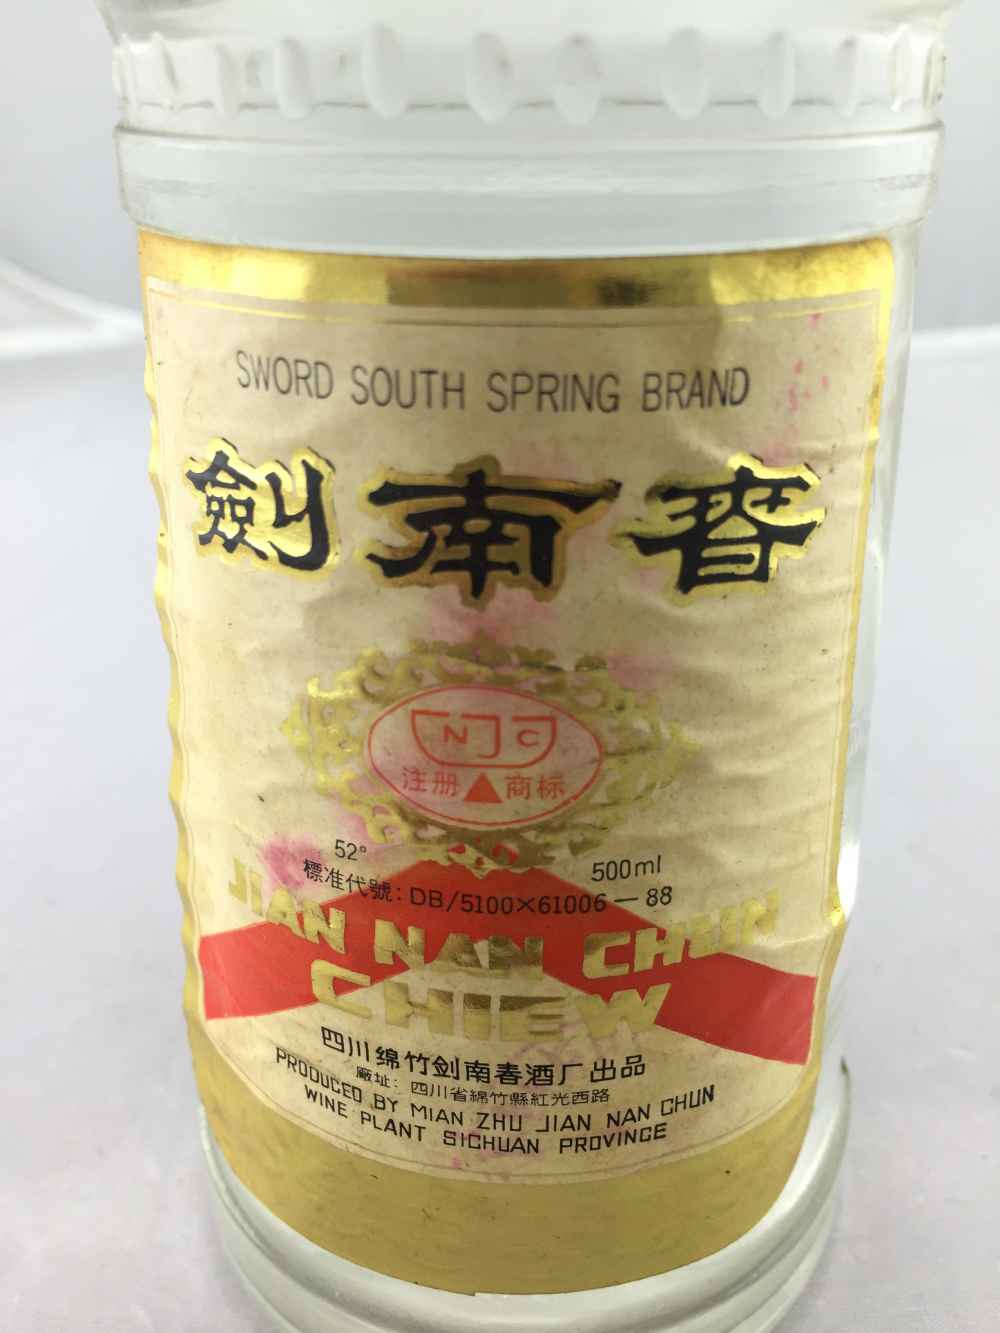 SWORD SOUTH SPRING BRAND
劍南春
NJC
注册 商标
52° 500ml
標准代號: DB/5100×61006-88
JIAN NAN CHUN
CHIEW
四川绵竹剑南春酒厂出品
廠址: 四川省綿竹縣紅光西路
PRODUCED BY MIAN ZHU JIAN NAN CHUN
WINE PLANT SICHUAN PROVINCE